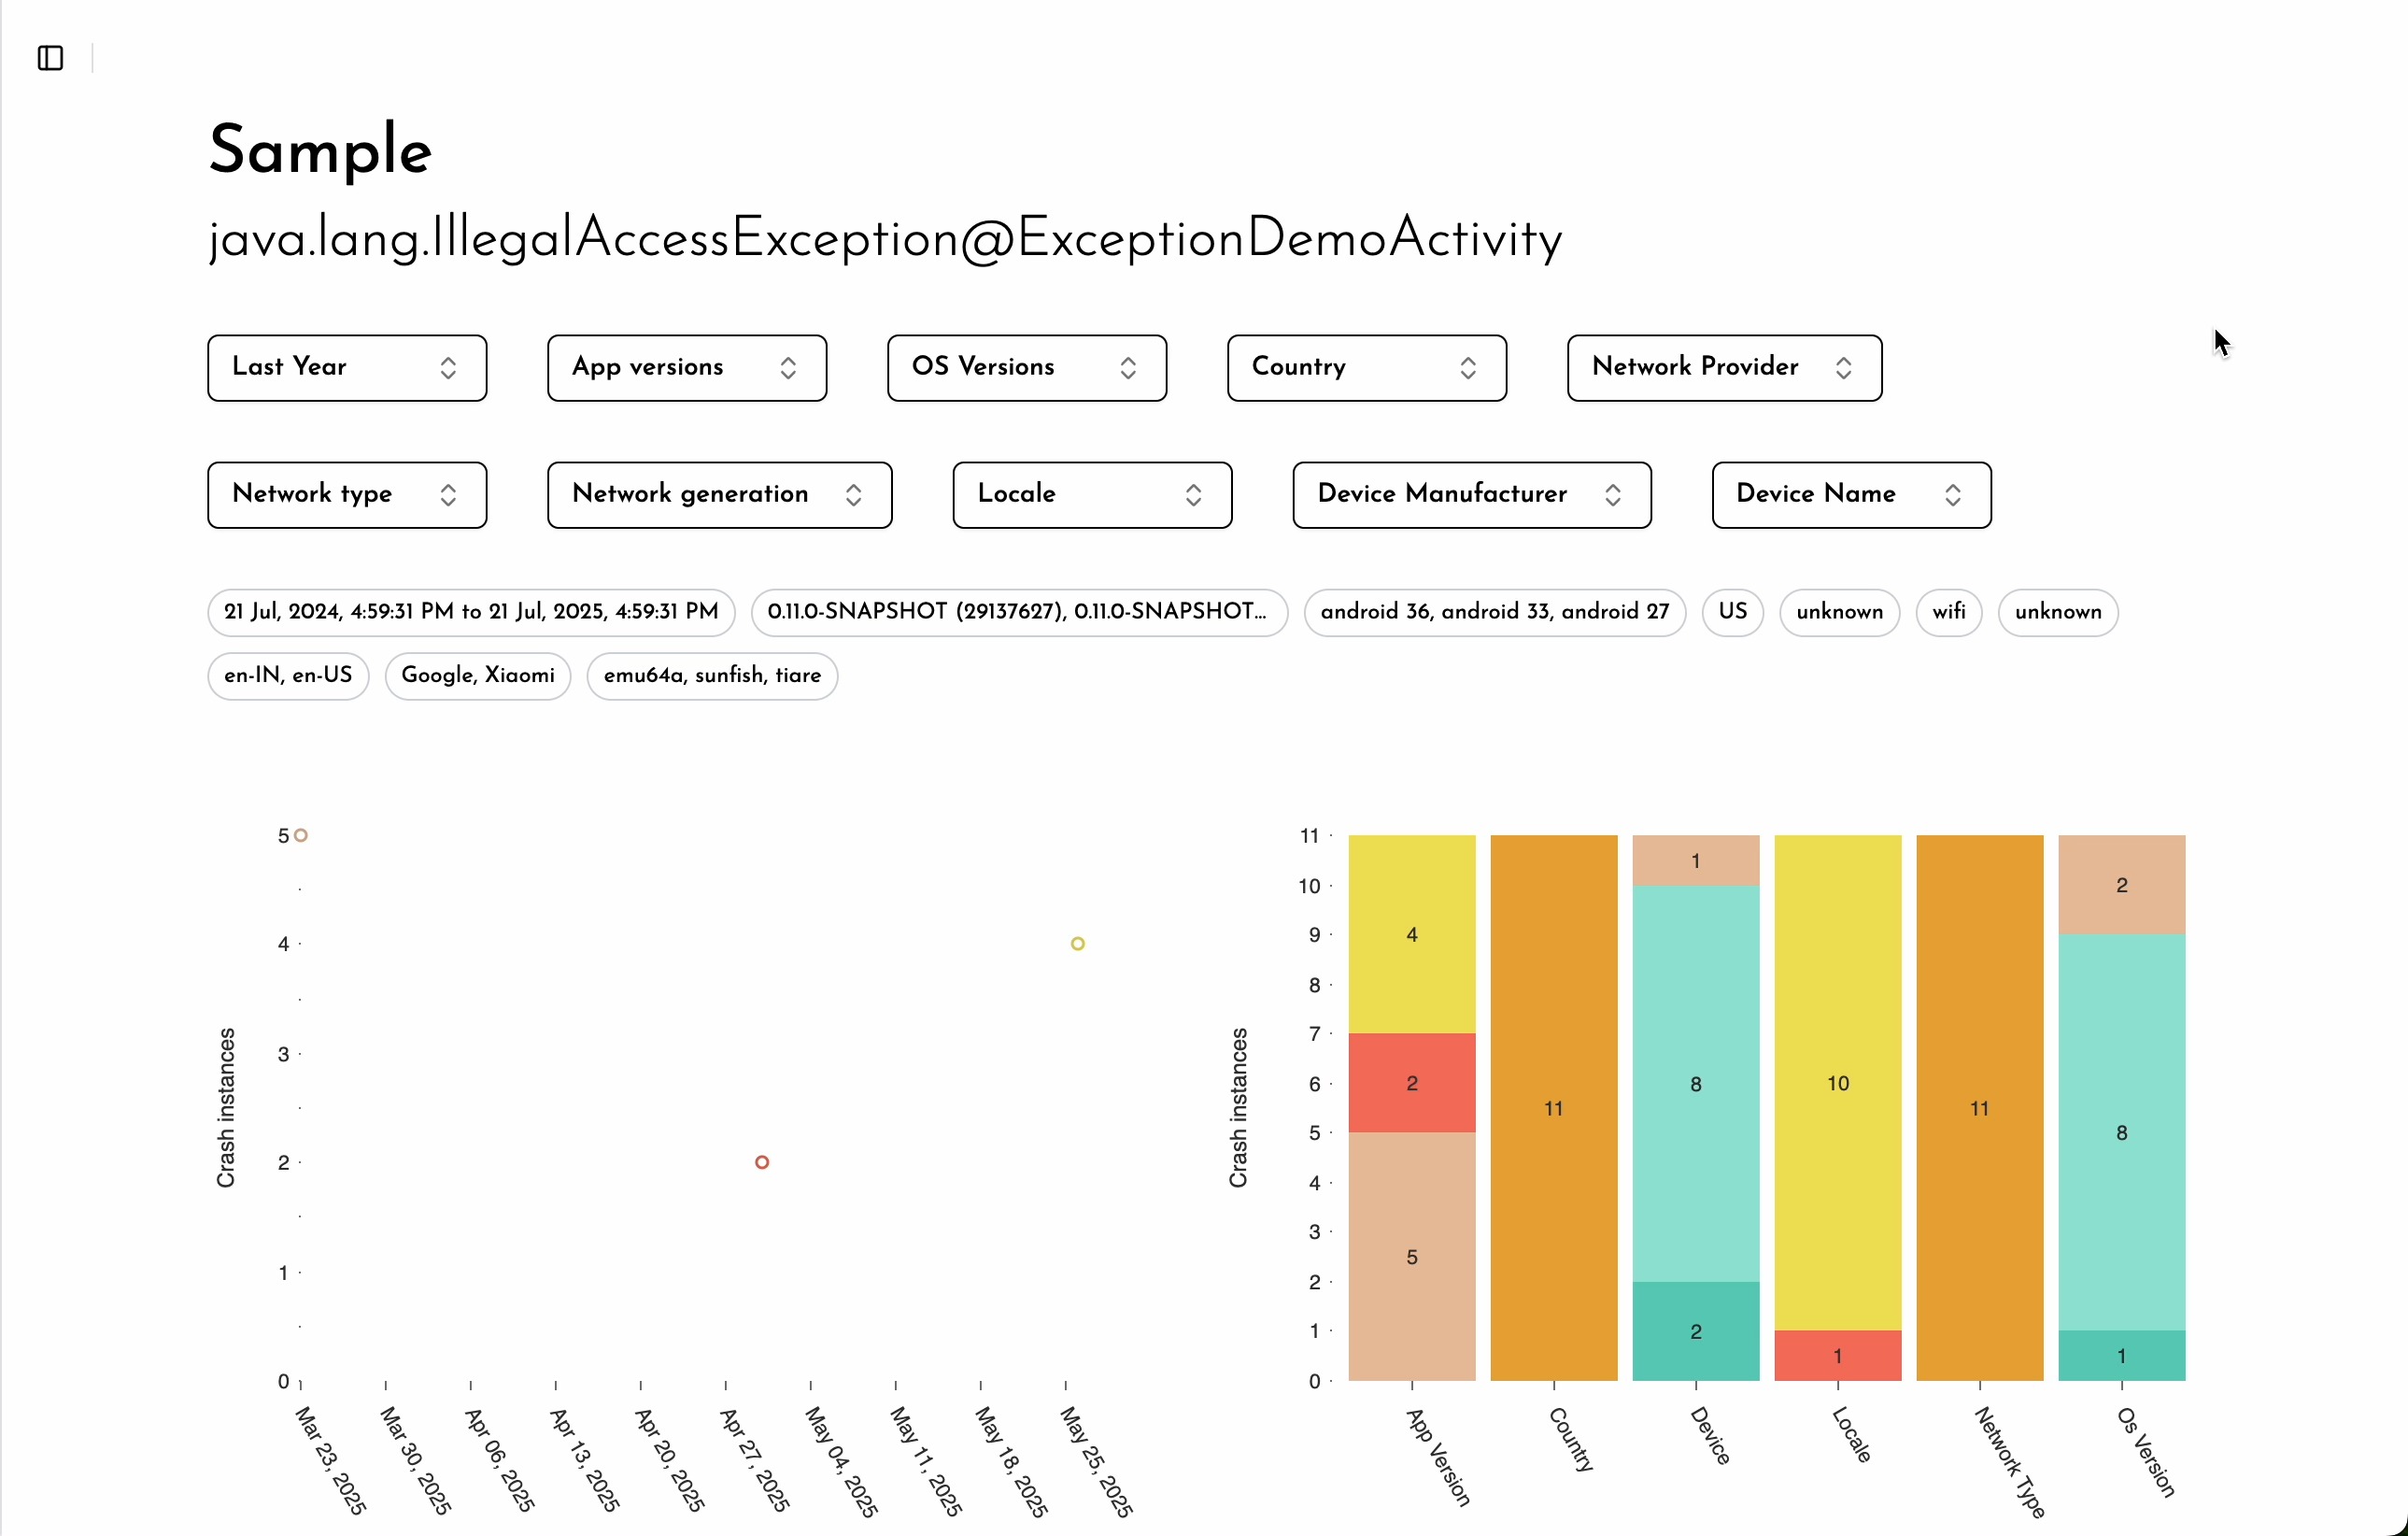 Sample
java.lang.IllegalAccessException@ExceptionDemoActivity
Last Year
App versions
OS Versions
Country
Network Provider
Network type
Network generation
Locale
Device Manufacturer
Device Name
21 Jul, 2024, 4:59:31 PM to 21 Jul, 2025, 4:59:31 PM
0.11.0-SNAPSHOT (29137627), 0.11.0-SNAPSHOT...
android 36, android 33, android 27
US
unknown
wifi
unknown
en-IN, en-US
Google, Xiaomi
emu64a, sunfish, tiare
Crash instances
5
4
3
2
1
0
Mar 23, 2025
Mar 30, 2025
Apr 06, 2025
Apr 13, 2025
Apr 20, 2025
Apr 27, 2025
May 04, 2025
May 11, 2025
May 18, 2025
May 25, 2025
Crash instances
11
10
9
8
7
6
5
4
3
2
1
0
4
2
5
11
1
8
2
10
1
11
2
8
1
App Version
Country
Device
Locale
Network Type
Os Version